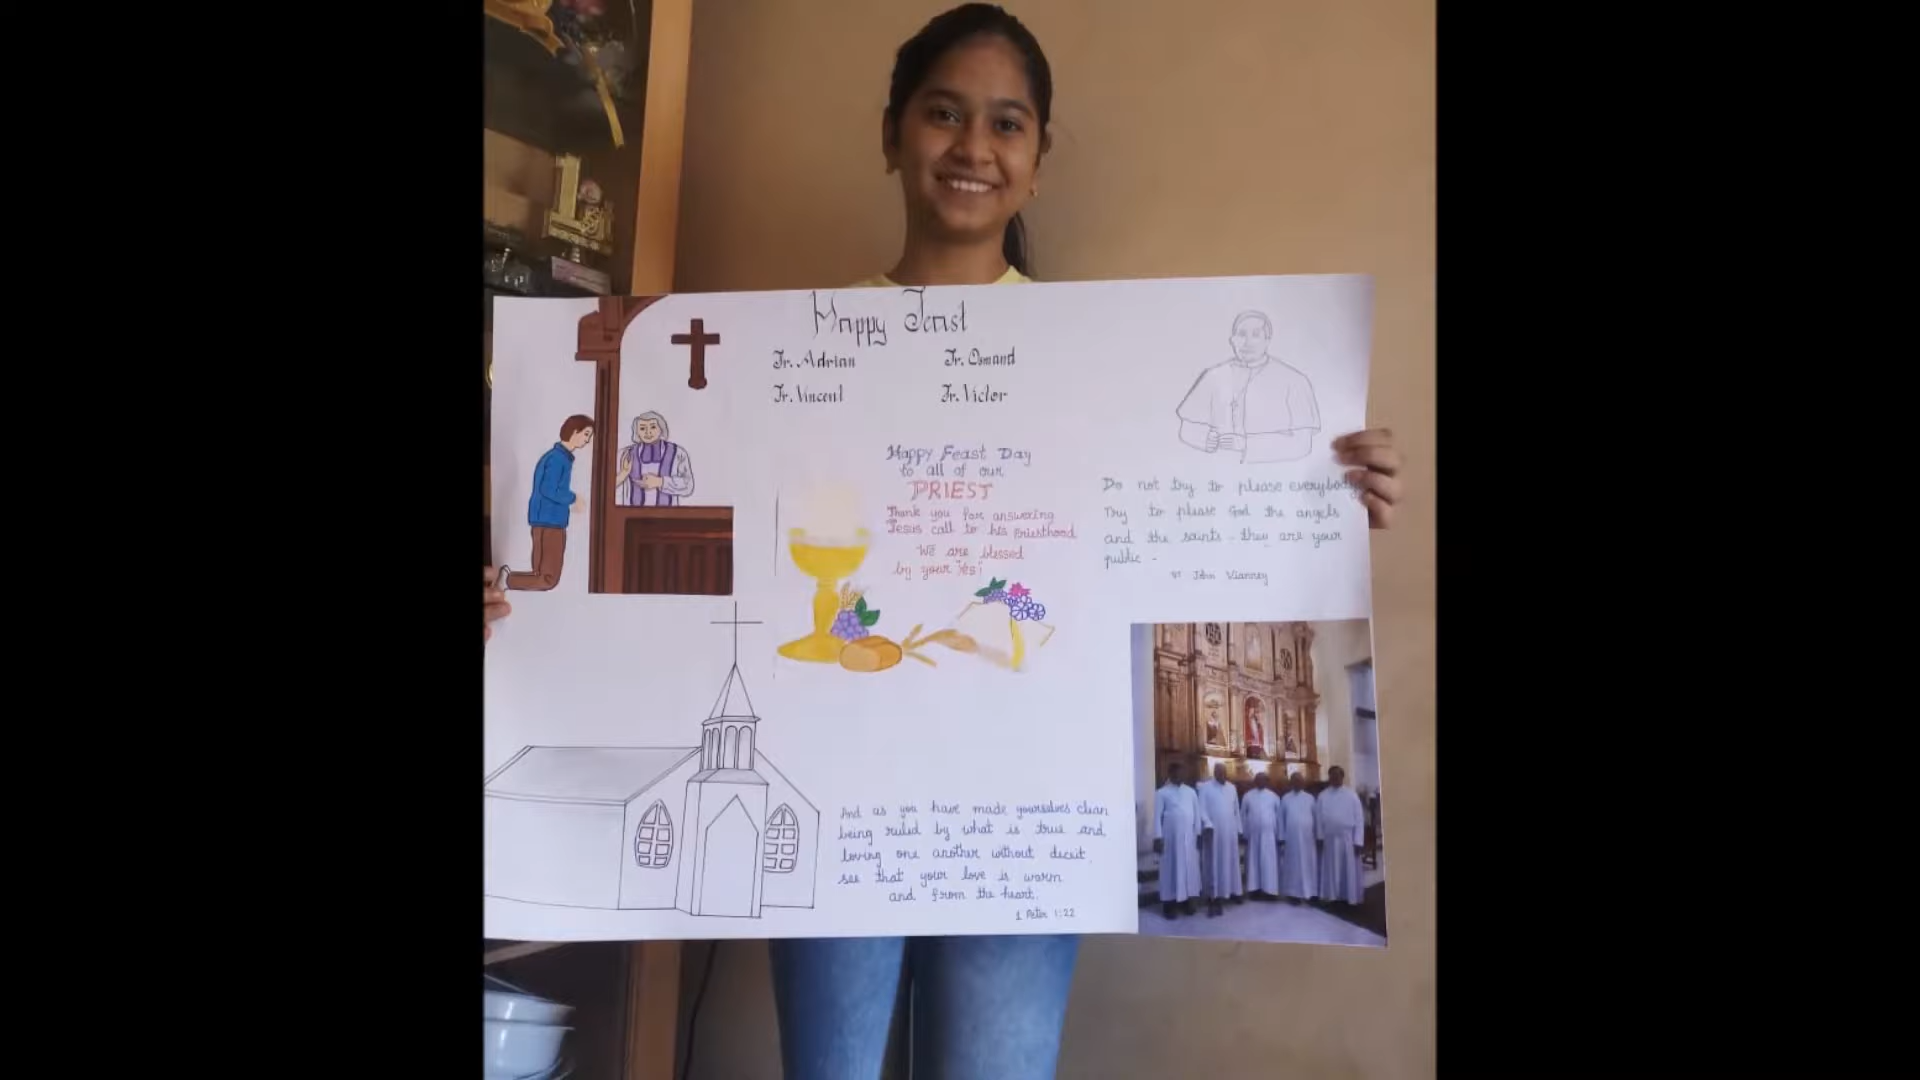 Happy Feast
Fr. Adrian Fr. Osmand
Fr. Vincent Fr. Victor
Happy Feast Day
to all of our
PRIEST
Thank you for answering
Jesus call to his priesthood
We are blessed
by your "Yes"!
Do not try to please everybody
Try to please God the angels
and the saints - they are your
public -
ST John Vianney
And as you have made yourselves clean
being ruled by what is true and
loving one another without deceit,
see that your love is warm
and from the heart.
1 Peter 1:22